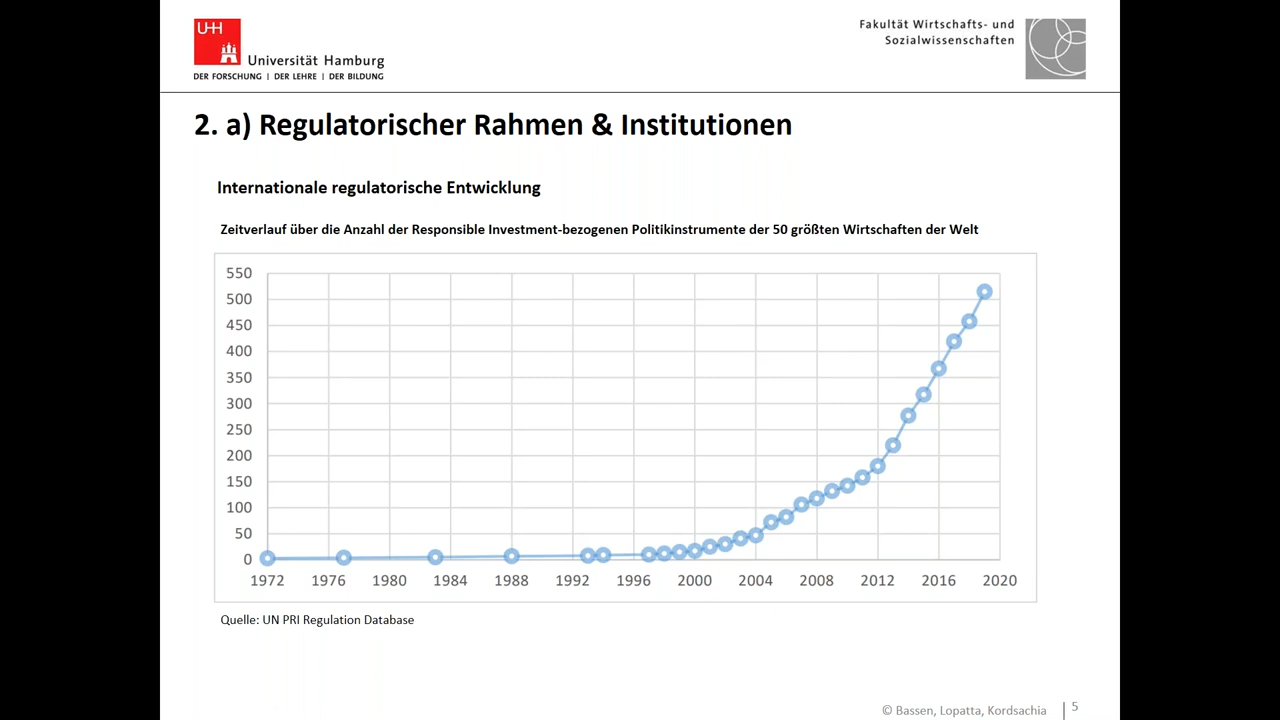 UHH
Universität Hamburg
DER FORSCHUNG | DER LEHRE | DER BILDUNG
Fakultät Wirtschafts- und
Sozialwissenschaften
2. a) Regulatorischer Rahmen & Institutionen
Internationale regulatorische Entwicklung
Zeitverlauf über die Anzahl der Responsible Investment-bezogenen Politikinstrumente der 50 größten Wirtschaften der Welt
550
500
450
400
350
300
250
200
150
100
50
0
1972 1976 1980 1984 1988 1992 1996 2000 2004 2008 2012 2016 2020
Quelle: UN PRI Regulation Database
© Bassen, Lopatta, Kordsachia | 5